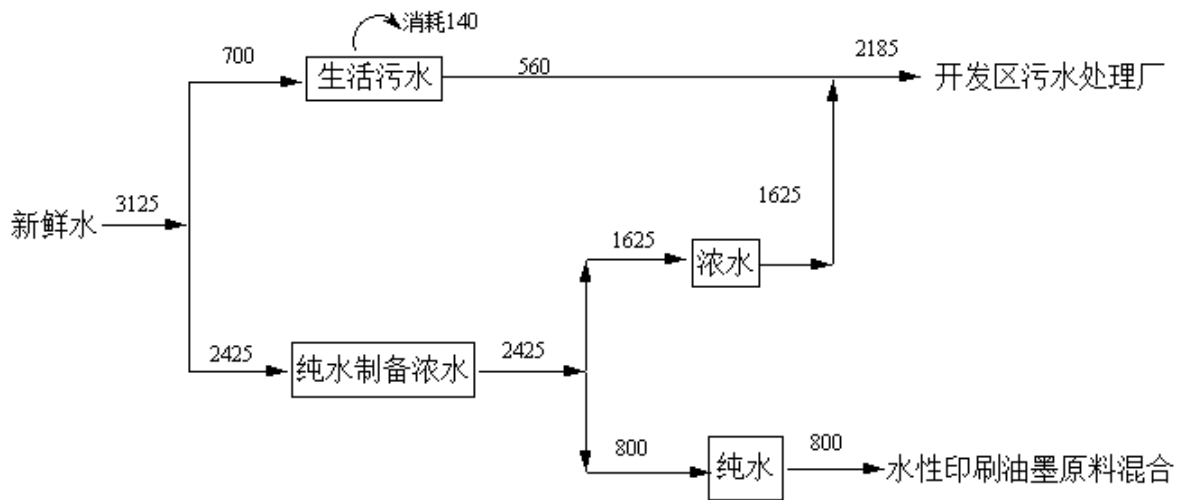 消耗140
700
生活污水
560
2185
开发区污水处理厂
新鲜水
3125
1625
浓水
1625
2425
纯水制备浓水
2425
800
纯水
800
水性印刷油墨原料混合